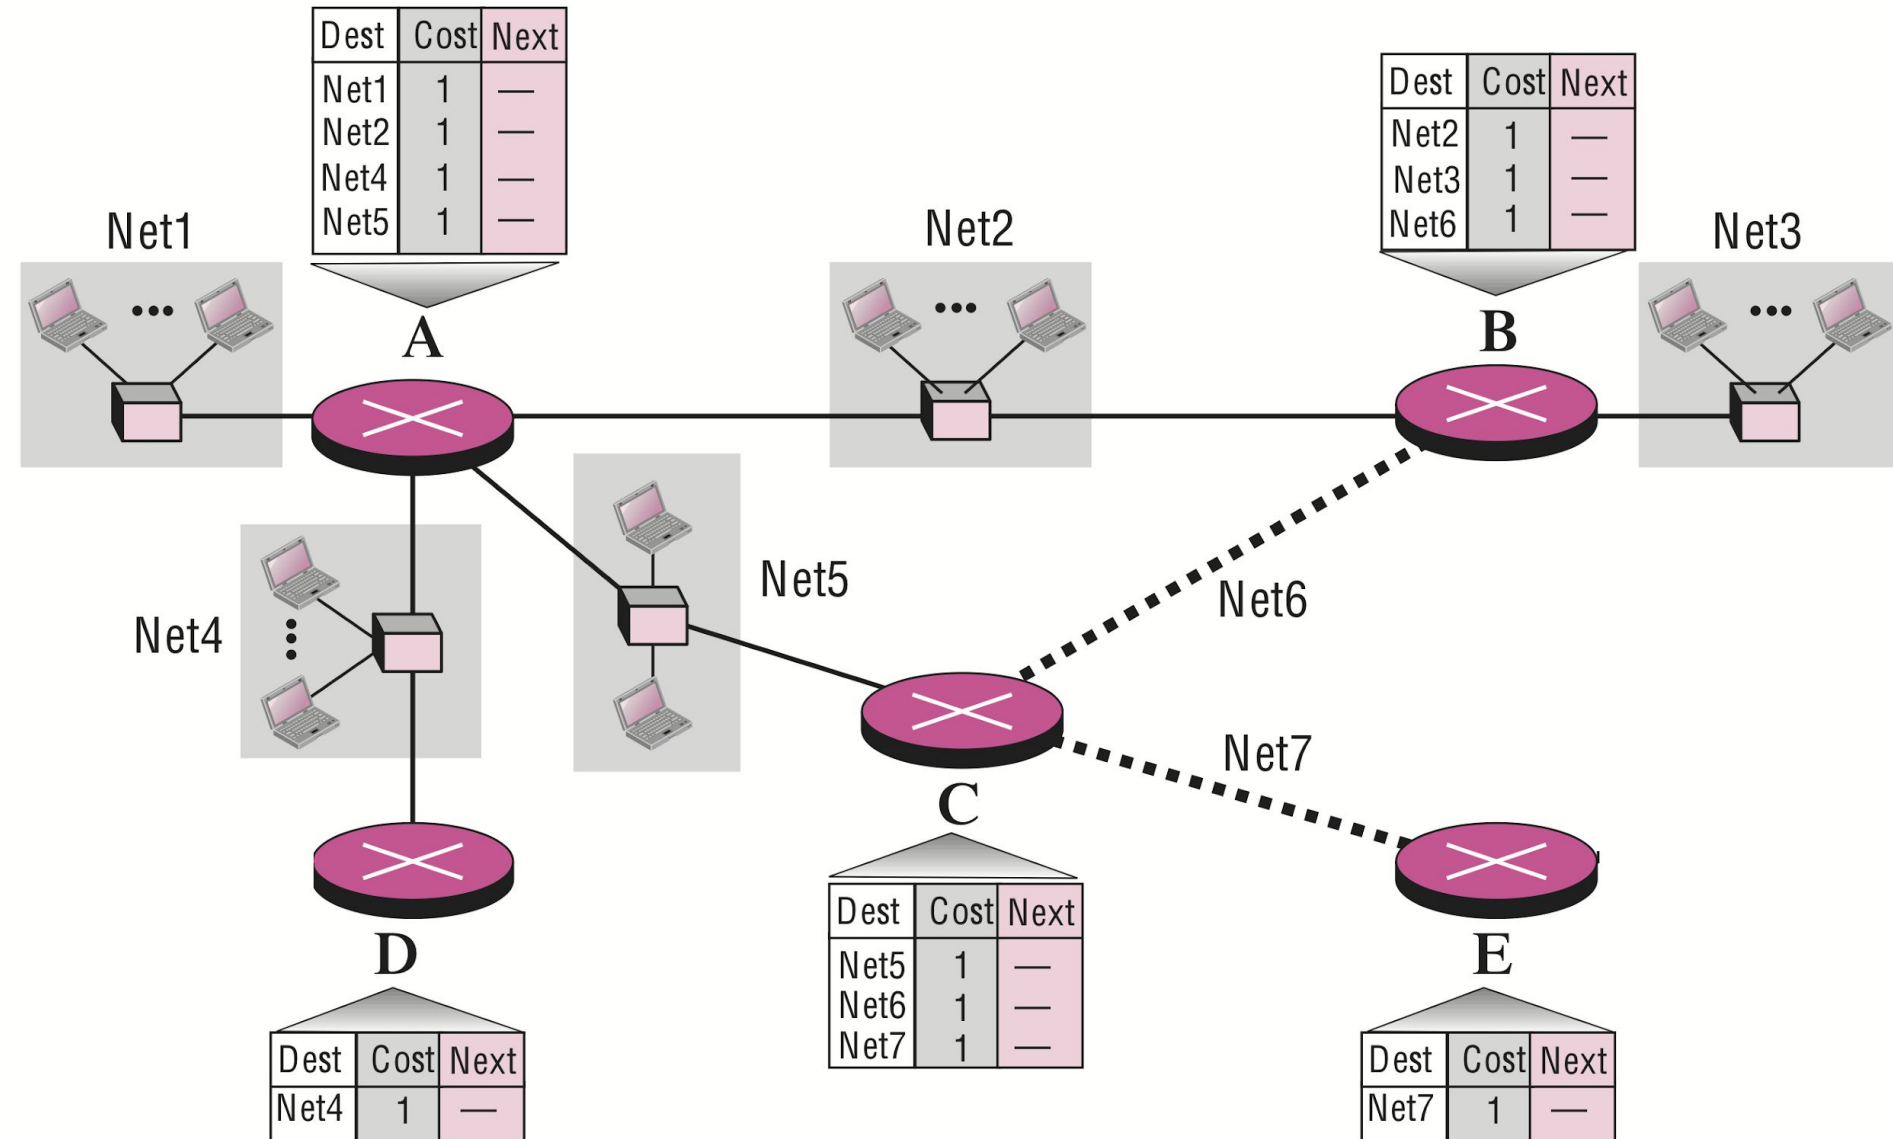 Dest Cost Next
Net1 1 —
Net2 1 —
Net4 1 —
Net5 1 —
Dest Cost Next
Net2 1 —
Net3 1 —
Net6 1 —
Net1
Net2
Net3
A
B
Net5
Net6
Net4
Net7
C
D
E
Dest Cost Next
Net5 1 —
Net6 1 —
Net7 1 —
Dest Cost Next
Net4 1 —
Dest Cost Next
Net7 1 —